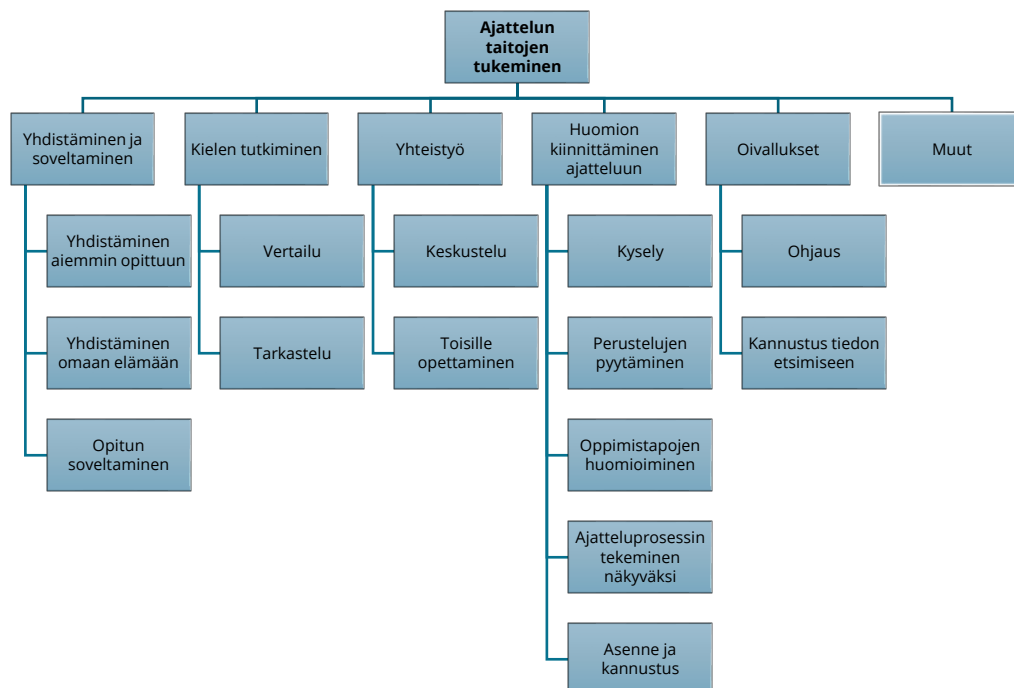 Ajattelun
taitojen
tukeminen
Yhdistäminen ja
soveltaminen
Kielen tutkiminen
Yhteistyö
Huomion
kiinnittäminen
ajatteluun
Oivallukset
Muut
Yhdistäminen
aiemmin opittuun
Vertailu
Keskustelu
Kysely
Ohjaus
Yhdistäminen
omaan elämään
Tarkastelu
Toisille
opettaminen
Perustelujen
pyytäminen
Kannustus tiedon
etsimiseen
Opitun
soveltaminen
Oppimistapojen
huomioiminen
Ajatteluprosessin
tekeminen
näkyväksi
Asenne ja
kannustus